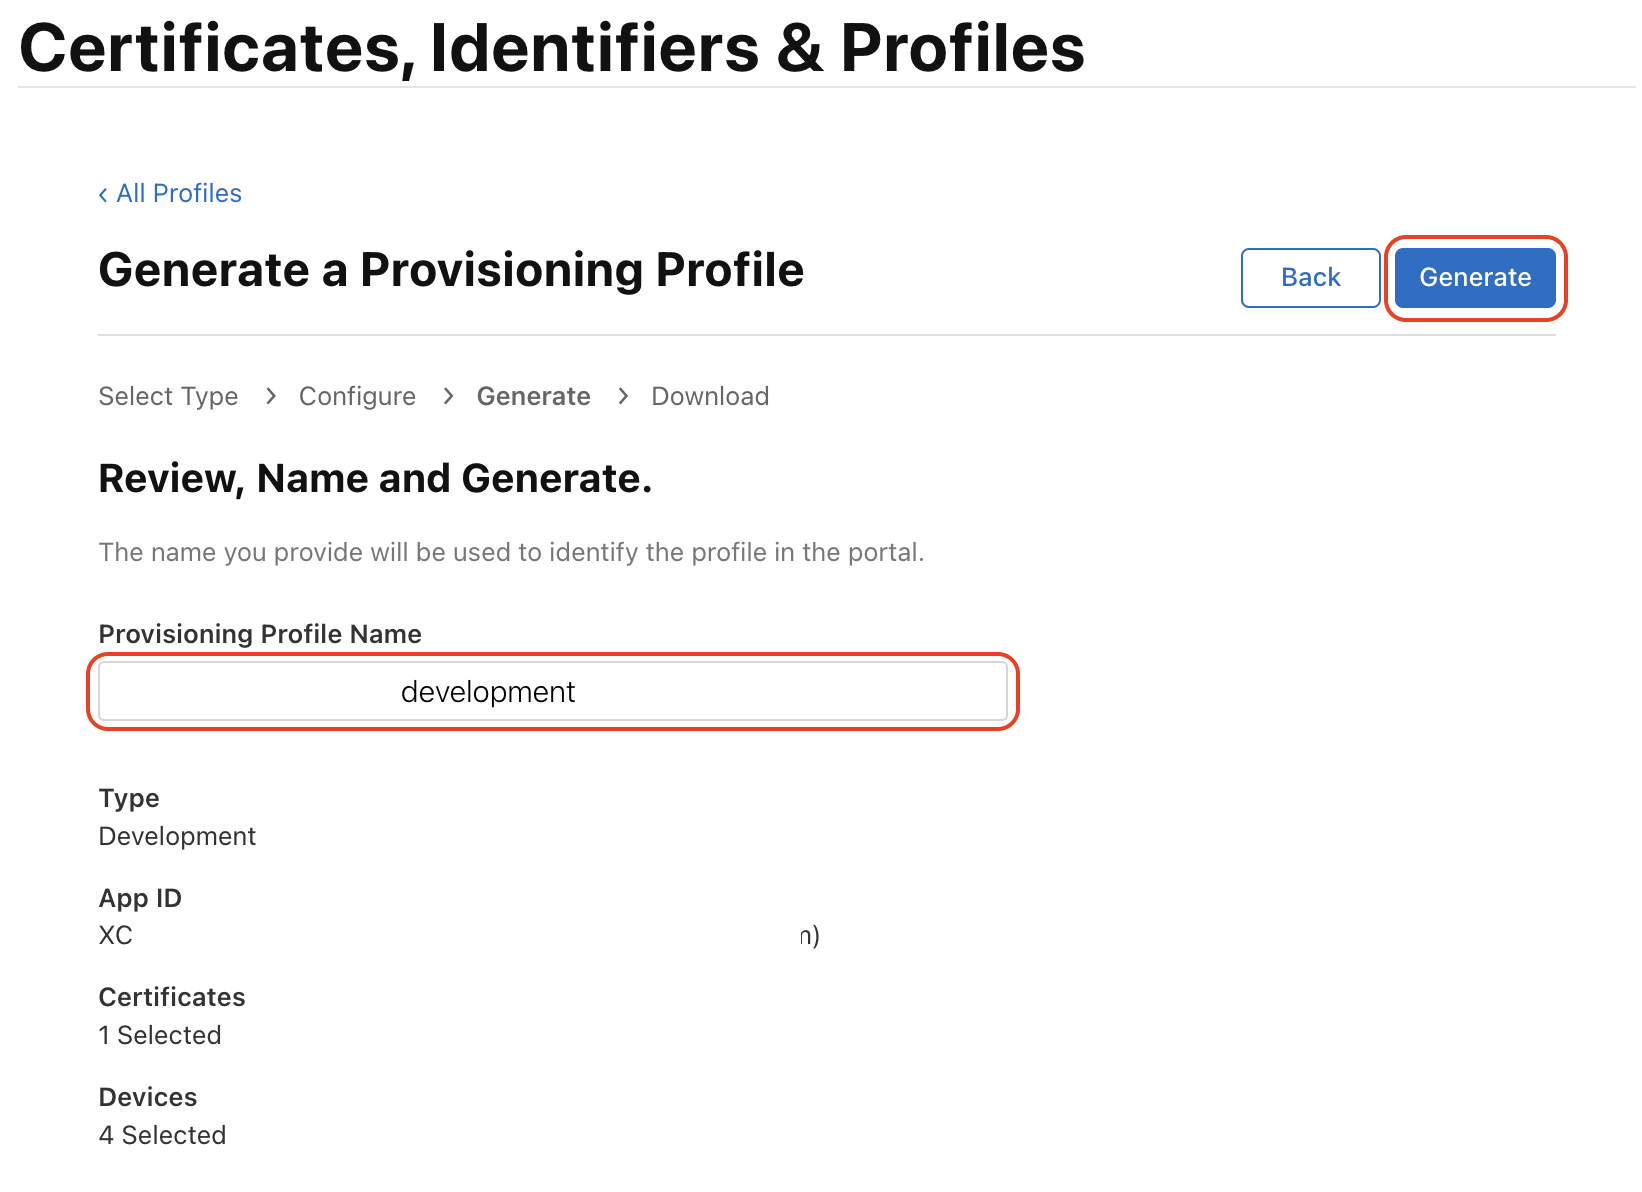 Certificates, Identifiers & Profiles
‹ All Profiles
Generate a Provisioning Profile
Back
Generate
Select Type > Configure > Generate > Download
Review, Name and Generate.
The name you provide will be used to identify the profile in the portal.
Provisioning Profile Name
development
Type
Development
App ID
XC n)
Certificates
1 Selected
Devices
4 Selected